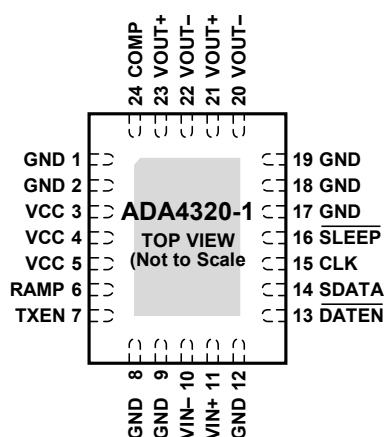 24 COMP
23 VOUT+
22 VOUT–
21 VOUT+
20 VOUT–
GND 1
GND 2
VCC 3
VCC 4
VCC 5
RAMP 6
TXEN 7
ADA4320-1
TOP VIEW
(Not to Scale
19 GND
18 GND
17 GND
16 SLEEP
15 CLK
14 SDATA
13 DATEN
GND 8
GND 9
VIN– 10
VIN+ 11
GND 12